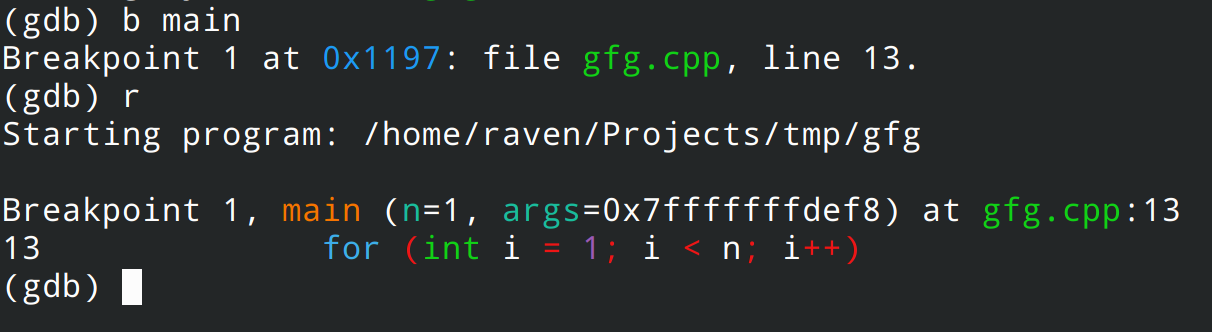 (gdb) b main
Breakpoint 1 at 0x1197: file gfg.cpp, line 13.
(gdb) r
Starting program: /home/raven/Projects/tmp/gfg
Breakpoint 1, main (n=1, args=0x7fffffffdef8) at gfg.cpp:13
13              for (int i = 1; i < n; i++)
(gdb)